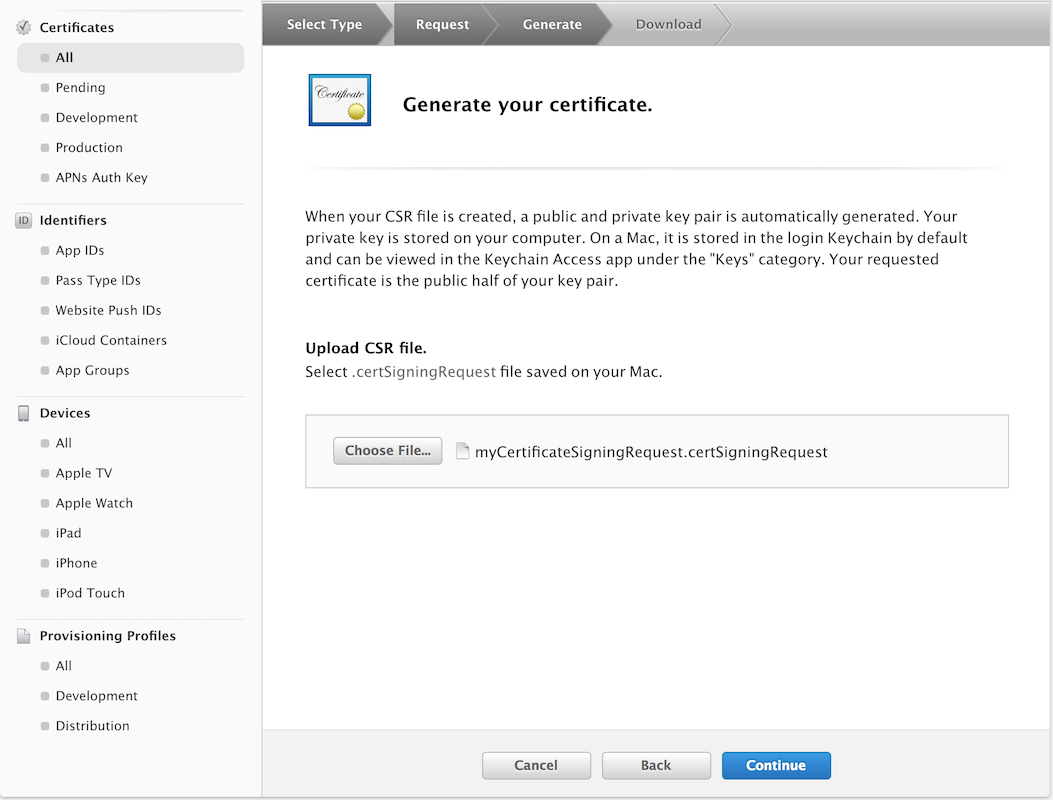 Certificates
All
Pending
Development
Production
APNs Auth Key
ID Identifiers
App IDs
Pass Type IDs
Website Push IDs
iCloud Containers
App Groups
Devices
All
Apple TV
Apple Watch
iPad
iPhone
iPod Touch
Provisioning Profiles
All
Development
Distribution
Select Type Request Generate Download
Certificate
Generate your certificate.
When your CSR file is created, a public and private key pair is automatically generated. Your
private key is stored on your computer. On a Mac, it is stored in the login Keychain by default
and can be viewed in the Keychain Access app under the "Keys" category. Your requested
certificate is the public half of your key pair.
Upload CSR file.
Select .certSigningRequest file saved on your Mac.
Choose File... myCertificateSigningRequest.certSigningRequest
Cancel Back Continue